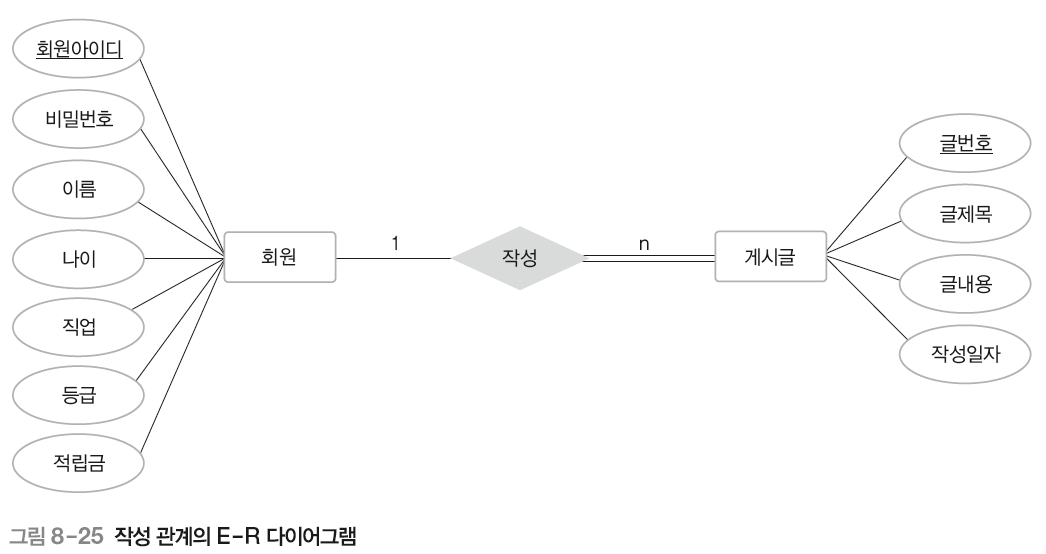 회원아이디
비밀번호
이름
나이
직업
등급
적립금
회원
1
작성
n
게시글
글번호
글제목
글내용
작성일자
그림 8-25 작성 관계의 E-R 다이어그램